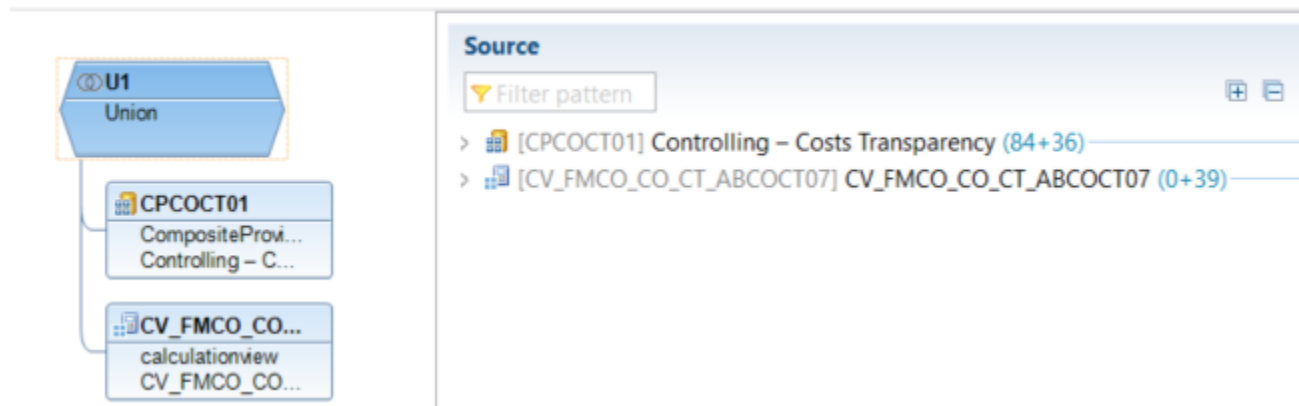 U1
Union
CPCOCT01
CompositeProvi...
Controlling – C...
CV_FMCO_CO...
calculationview
CV_FMCO_CO...
Source
Filter pattern
[CPCOCT01] Controlling – Costs Transparency (84+36)
[CV_FMCO_CO_CT_ABCOCT07] CV_FMCO_CO_CT_ABCOCT07 (0+39)